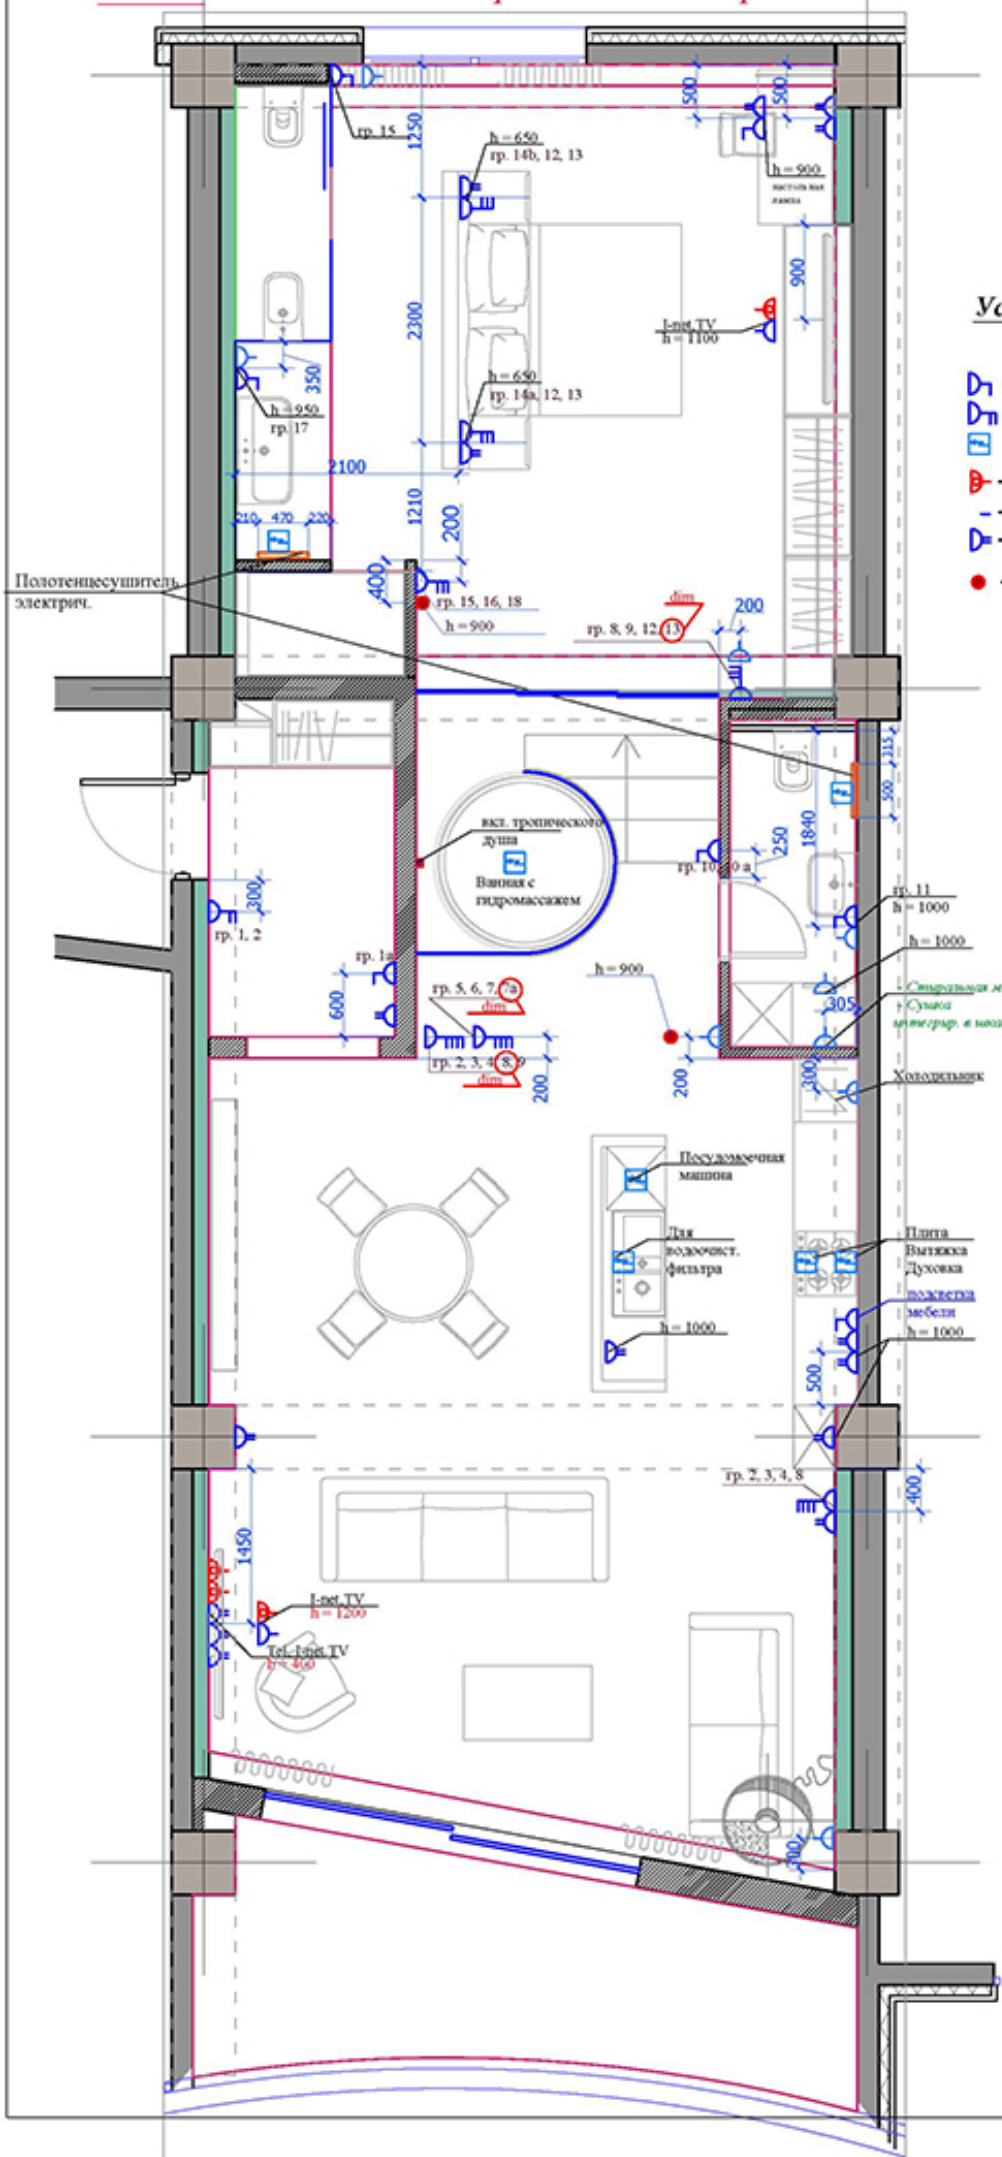 500
500
гр. 15
1250
h = 650
гр. 14b, 12, 13
h = 900
настольная
лампа
900
Ус
2300
I-net, TV
h = 1100
350
h = 650
гр. 14a, 12, 13
h = 950
гр. 17
2100
1210
200
210
470
220
Полотенцесушитель
электрич.
400
гр. 15, 16, 18
h = 900
dim
гр. 8, 9, 12, 13
200
315
500
вкл. тропического
душа
1840
250
Ванная с
гидромассажем
гр. 10, 10 a
300
гр. 11
h = 1000
гр. 1, 2
h = 1000
гр. 1a
h = 900
гр. 5, 6, 7, 7a
dim
600
305
- Стиральная м
- Сушка
гр. 2, 3, 4, 8, 9
dim
200
200
300
Холодильник
Посудомоечная
машина
Для
водоочист.
фильтра
Плита
Вытяжка
Духовка
подсветка
мебели
h = 1000
h = 1000
500
гр. 2, 3, 4, 8
400
1450
I-net, TV
h = 1200
Tel, I-net, TV
h = 400